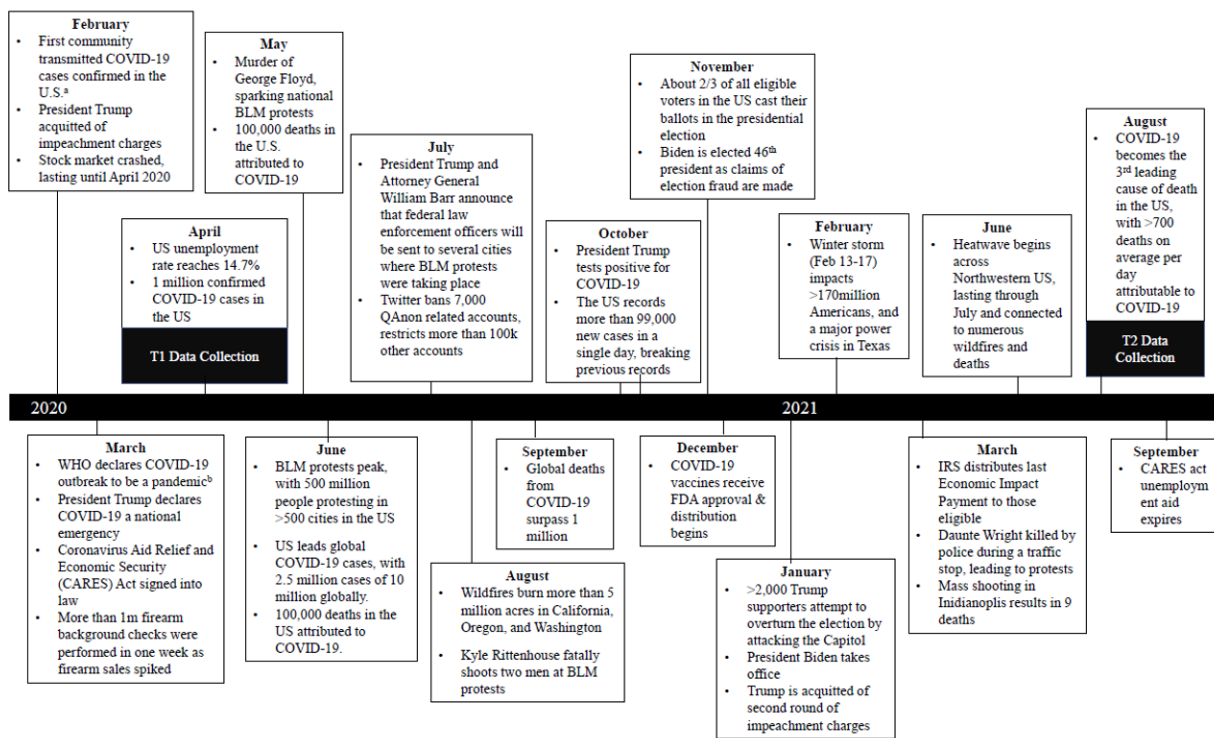 February
• First community
transmitted COVID-19
cases confirmed in the
U.S.ᵃ
• President Trump
acquitted of
impeachment charges
• Stock market crashed,
lasting until April 2020
April
• US unemployment
rate reaches 14.7%
• 1 million confirmed
COVID-19 cases in
the US
T1 Data Collection
May
• Murder of
George Floyd,
sparking national
BLM protests
• 100,000 deaths in
the U.S.
attributed to
COVID-19
July
• President Trump and
Attorney General
William Barr announce
that federal law
enforcement officers will
be sent to several cities
where BLM protests
were taking place
• Twitter bans 7,000
QAnon related accounts,
restricts more than 100k
other accounts
October
• President Trump
tests positive for
COVID-19
• The US records
more than 99,000
new cases in a
single day, breaking
previous records
November
• About 2/3 of all eligible
voters in the US cast their
ballots in the presidential
election
• Biden is elected 46ᵗʰ
president as claims of
election fraud are made
February
• Winter storm
(Feb 13-17)
impacts
>170million
Americans, and
a major power
crisis in Texas
June
• Heatwave begins
across
Northwestern US,
lasting through
July and connected
to numerous
wildfires and
deaths
August
• COVID-19
becomes the
3ʳᵈ leading
cause of death
in the US,
with >700
deaths on
average per
day
attributable to
COVID-19
T2 Data
Collection
2020
2021
March
• WHO declares COVID-19
outbreak to be a pandemicᵇ
• President Trump declares
COVID-19 a national
emergency
• Coronavirus Aid Relief and
Economic Security
(CARES) Act signed into
law
• More than 1m firearm
background checks were
performed in one week as
firearm sales spiked
June
• BLM protests peak,
with 500 million
people protesting in
>500 cities in the US
• US leads global
COVID-19 cases, with
2.5 million cases of 10
million globally.
• 100,000 deaths in the
US attributed to
COVID-19.
August
• Wildfires burn more than 5
million acres in California,
Oregon, and Washington
• Kyle Rittenhouse fatally
shoots two men at BLM
protests
September
• Global deaths
from
COVID-19
surpass 1
million
December
• COVID-19
vaccines receive
FDA approval &
distribution
begins
January
• >2,000 Trump
supporters attempt to
overturn the election by
attacking the Capitol
• President Biden takes
office
• Trump is acquitted of
second round of
impeachment charges
March
• IRS distributes last
Economic Impact
Payment to those
eligible
• Daunte Wright killed by
police during a traffic
stop, leading to protests
• Mass shooting in
Inidianoplis results in 9
deaths
September
• CARES act
unemploym
ent aid
expires